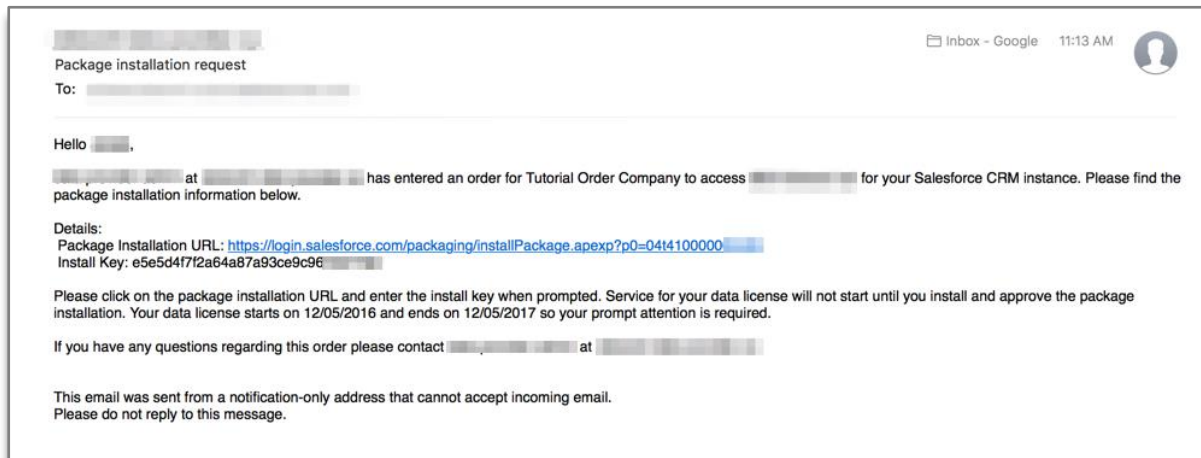 Inbox - Google 11:13 AM
Package installation request
To:
Hello ,
at has entered an order for Tutorial Order Company to access for your Salesforce CRM instance. Please find the
package installation information below.
Details:
Package Installation URL: https://login.salesforce.com/packaging/installPackage.apexp?p0=04t4100000
Install Key: e5e5d4f7f2a64a87a93ce9c96
Please click on the package installation URL and enter the install key when prompted. Service for your data license will not start until you install and approve the package
installation. Your data license starts on 12/05/2016 and ends on 12/05/2017 so your prompt attention is required.
If you have any questions regarding this order please contact at
This email was sent from a notification-only address that cannot accept incoming email.
Please do not reply to this message.